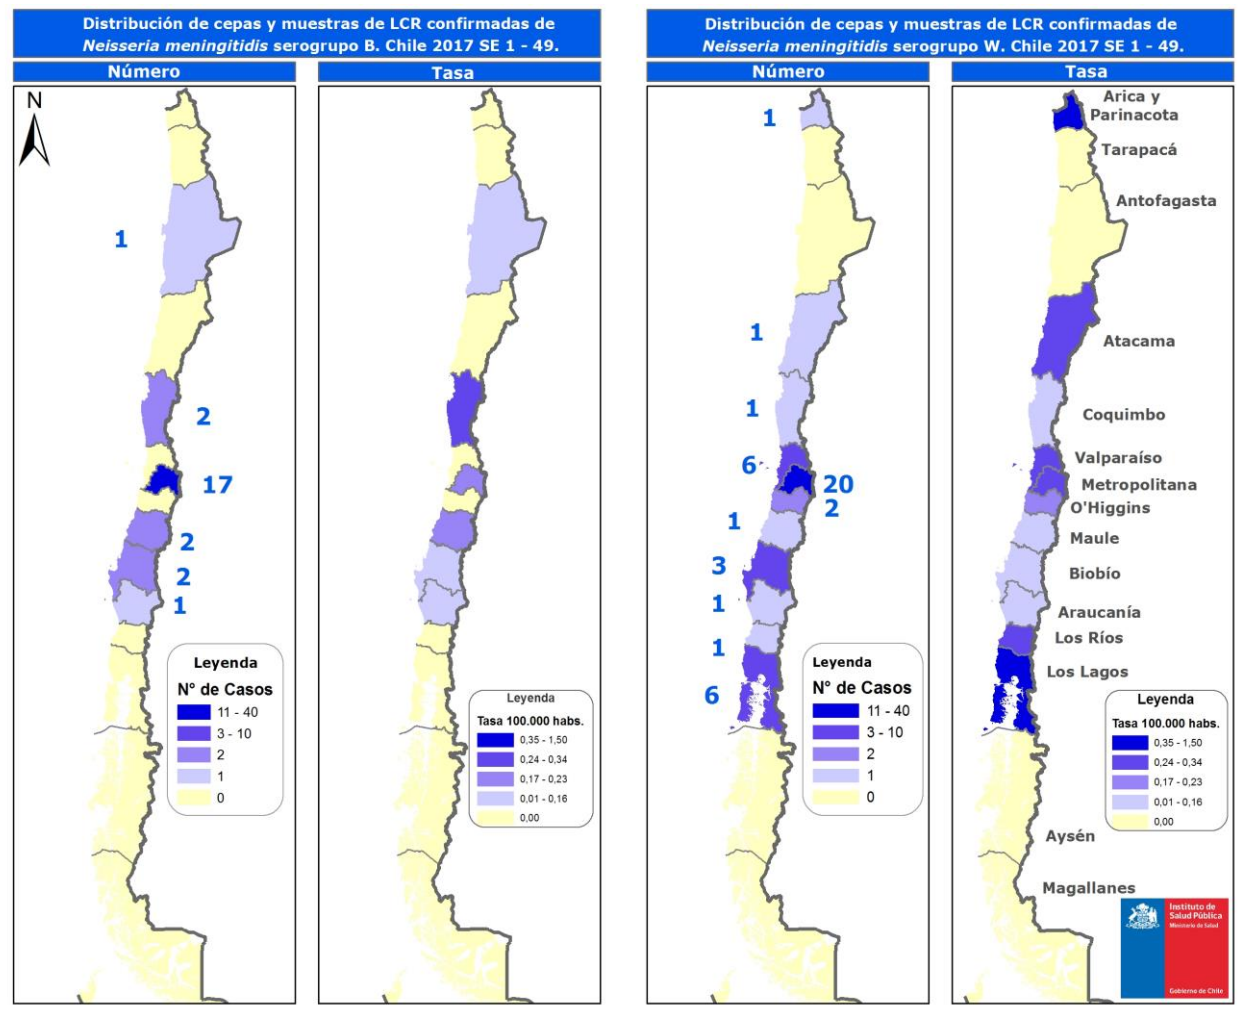 Distribución de cepas y muestras de LCR confirmadas de
Neisseria meningitidis serogrupo B. Chile 2017 SE 1 - 49.
Número
Tasa
N
1
2
17
2
2
1
Leyenda
N° de Casos
11 - 40
3 - 10
2
1
0
Leyenda
Tasa 100.000 habs.
0,35 - 1,50
0,24 - 0,34
0,17 - 0,23
0,01 - 0,16
0,00
Distribución de cepas y muestras de LCR confirmadas de
Neisseria meningitidis serogrupo W. Chile 2017 SE 1 - 49.
Número
Tasa
1
1
1
6
20
2
1
3
1
1
6
Leyenda
N° de Casos
11 - 40
3 - 10
2
1
0
Arica y
Parinacota
Tarapacá
Antofagasta
Atacama
Coquimbo
Valparaíso
Metropolitana
O'Higgins
Maule
Biobío
Araucanía
Los Ríos
Los Lagos
Aysén
Magallanes
Leyenda
Tasa 100.000 habs.
0,35 - 1,50
0,24 - 0,34
0,17 - 0,23
0,01 - 0,16
0,00
Instituto de
Salud Pública
Ministerio de Salud
Gobierno de Chile